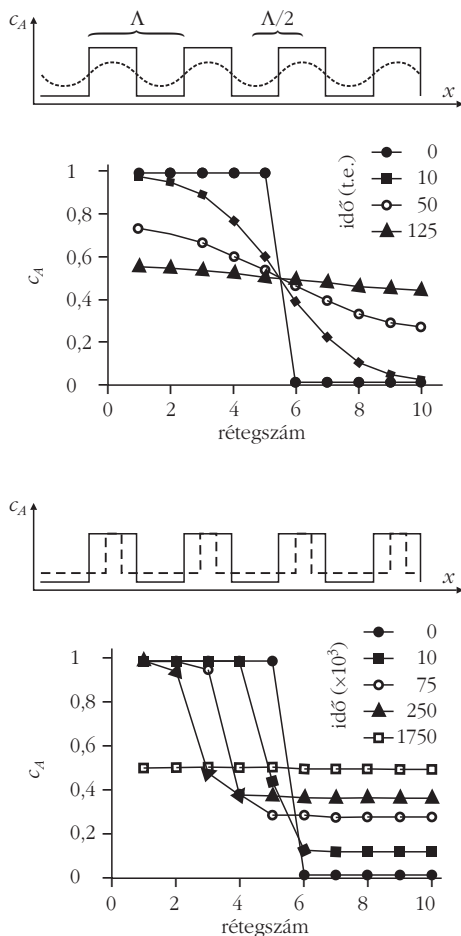 Λ Λ/2
c_A
x
idő (t.e.)
0
10
50
125
c_A
1
0,8
0,6
0,4
0,2
0
0 2 4 6 8 10
rétegszám
c_A
x
idő (×10³)
0
10
75
250
1750
c_A
1
0,8
0,6
0,4
0,2
0
0 2 4 6 8 10
rétegszám